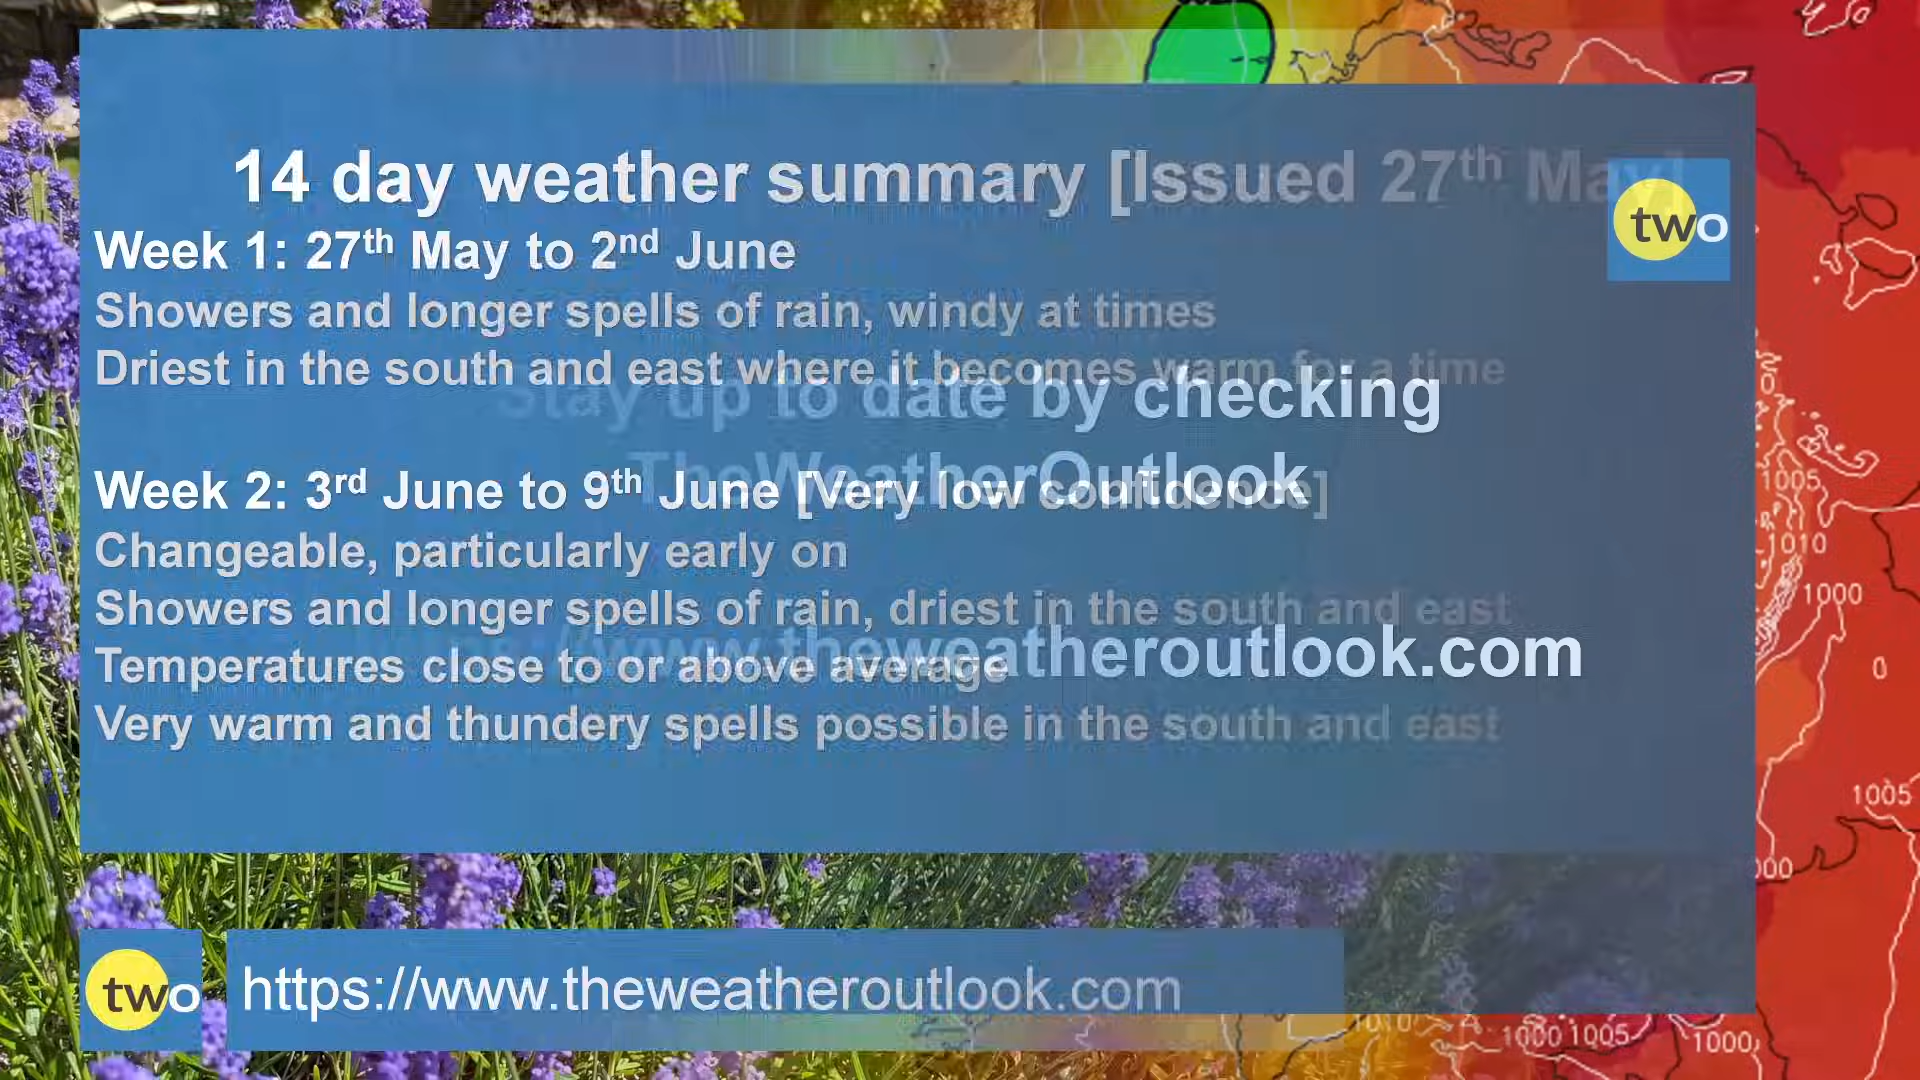 14 day weather summary [Issued 27th May]
two
Week 1: 27th May to 2nd June
Showers and longer spells of rain, windy at times
Driest in the south and east where it becomes warm for a time
Stay up to date by checking
TheWeatherOutlook
Week 2: 3rd June to 9th June [Very low confidence]
Changeable, particularly early on
Showers and longer spells of rain, driest in the south and east
https://www.theweatheroutlook.com
Temperatures close to or above average
Very warm and thundery spells possible in the south and east
two
https://www.theweatheroutlook.com
0
1005
1010
1000
0
1005
000
1010
1000 1005
1000